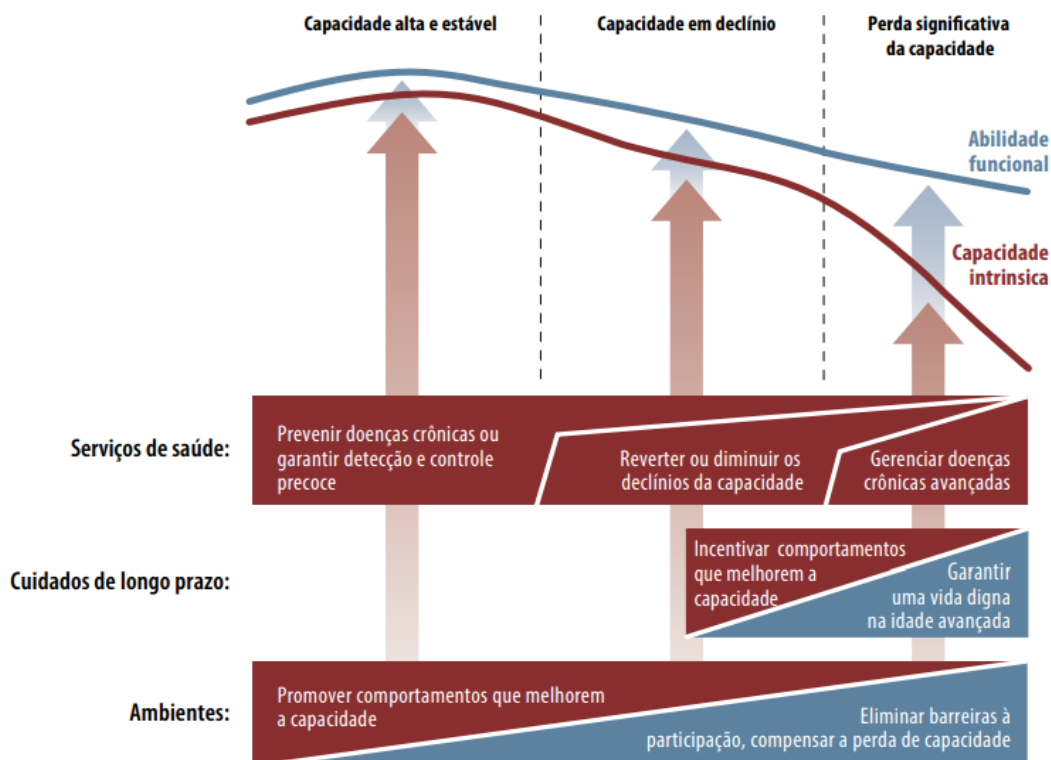 Capacidade alta e estável
Capacidade em declínio
Perda significativa
da capacidade
Abilidade
funcional
Capacidade
intrinsica
Serviços de saúde:
Prevenir doenças crônicas ou
garantir detecção e controle
precoce
Reverter ou diminuir os
declínios da capacidade
Gerenciar doenças
crônicas avançadas
Cuidados de longo prazo:
Incentivar comportamentos
que melhorem a
capacidade
Garantir
uma vida digna
na idade avançada
Ambientes:
Promover comportamentos que melhorem
a capacidade
Eliminar barreiras à
participação, compensar a perda de capacidade